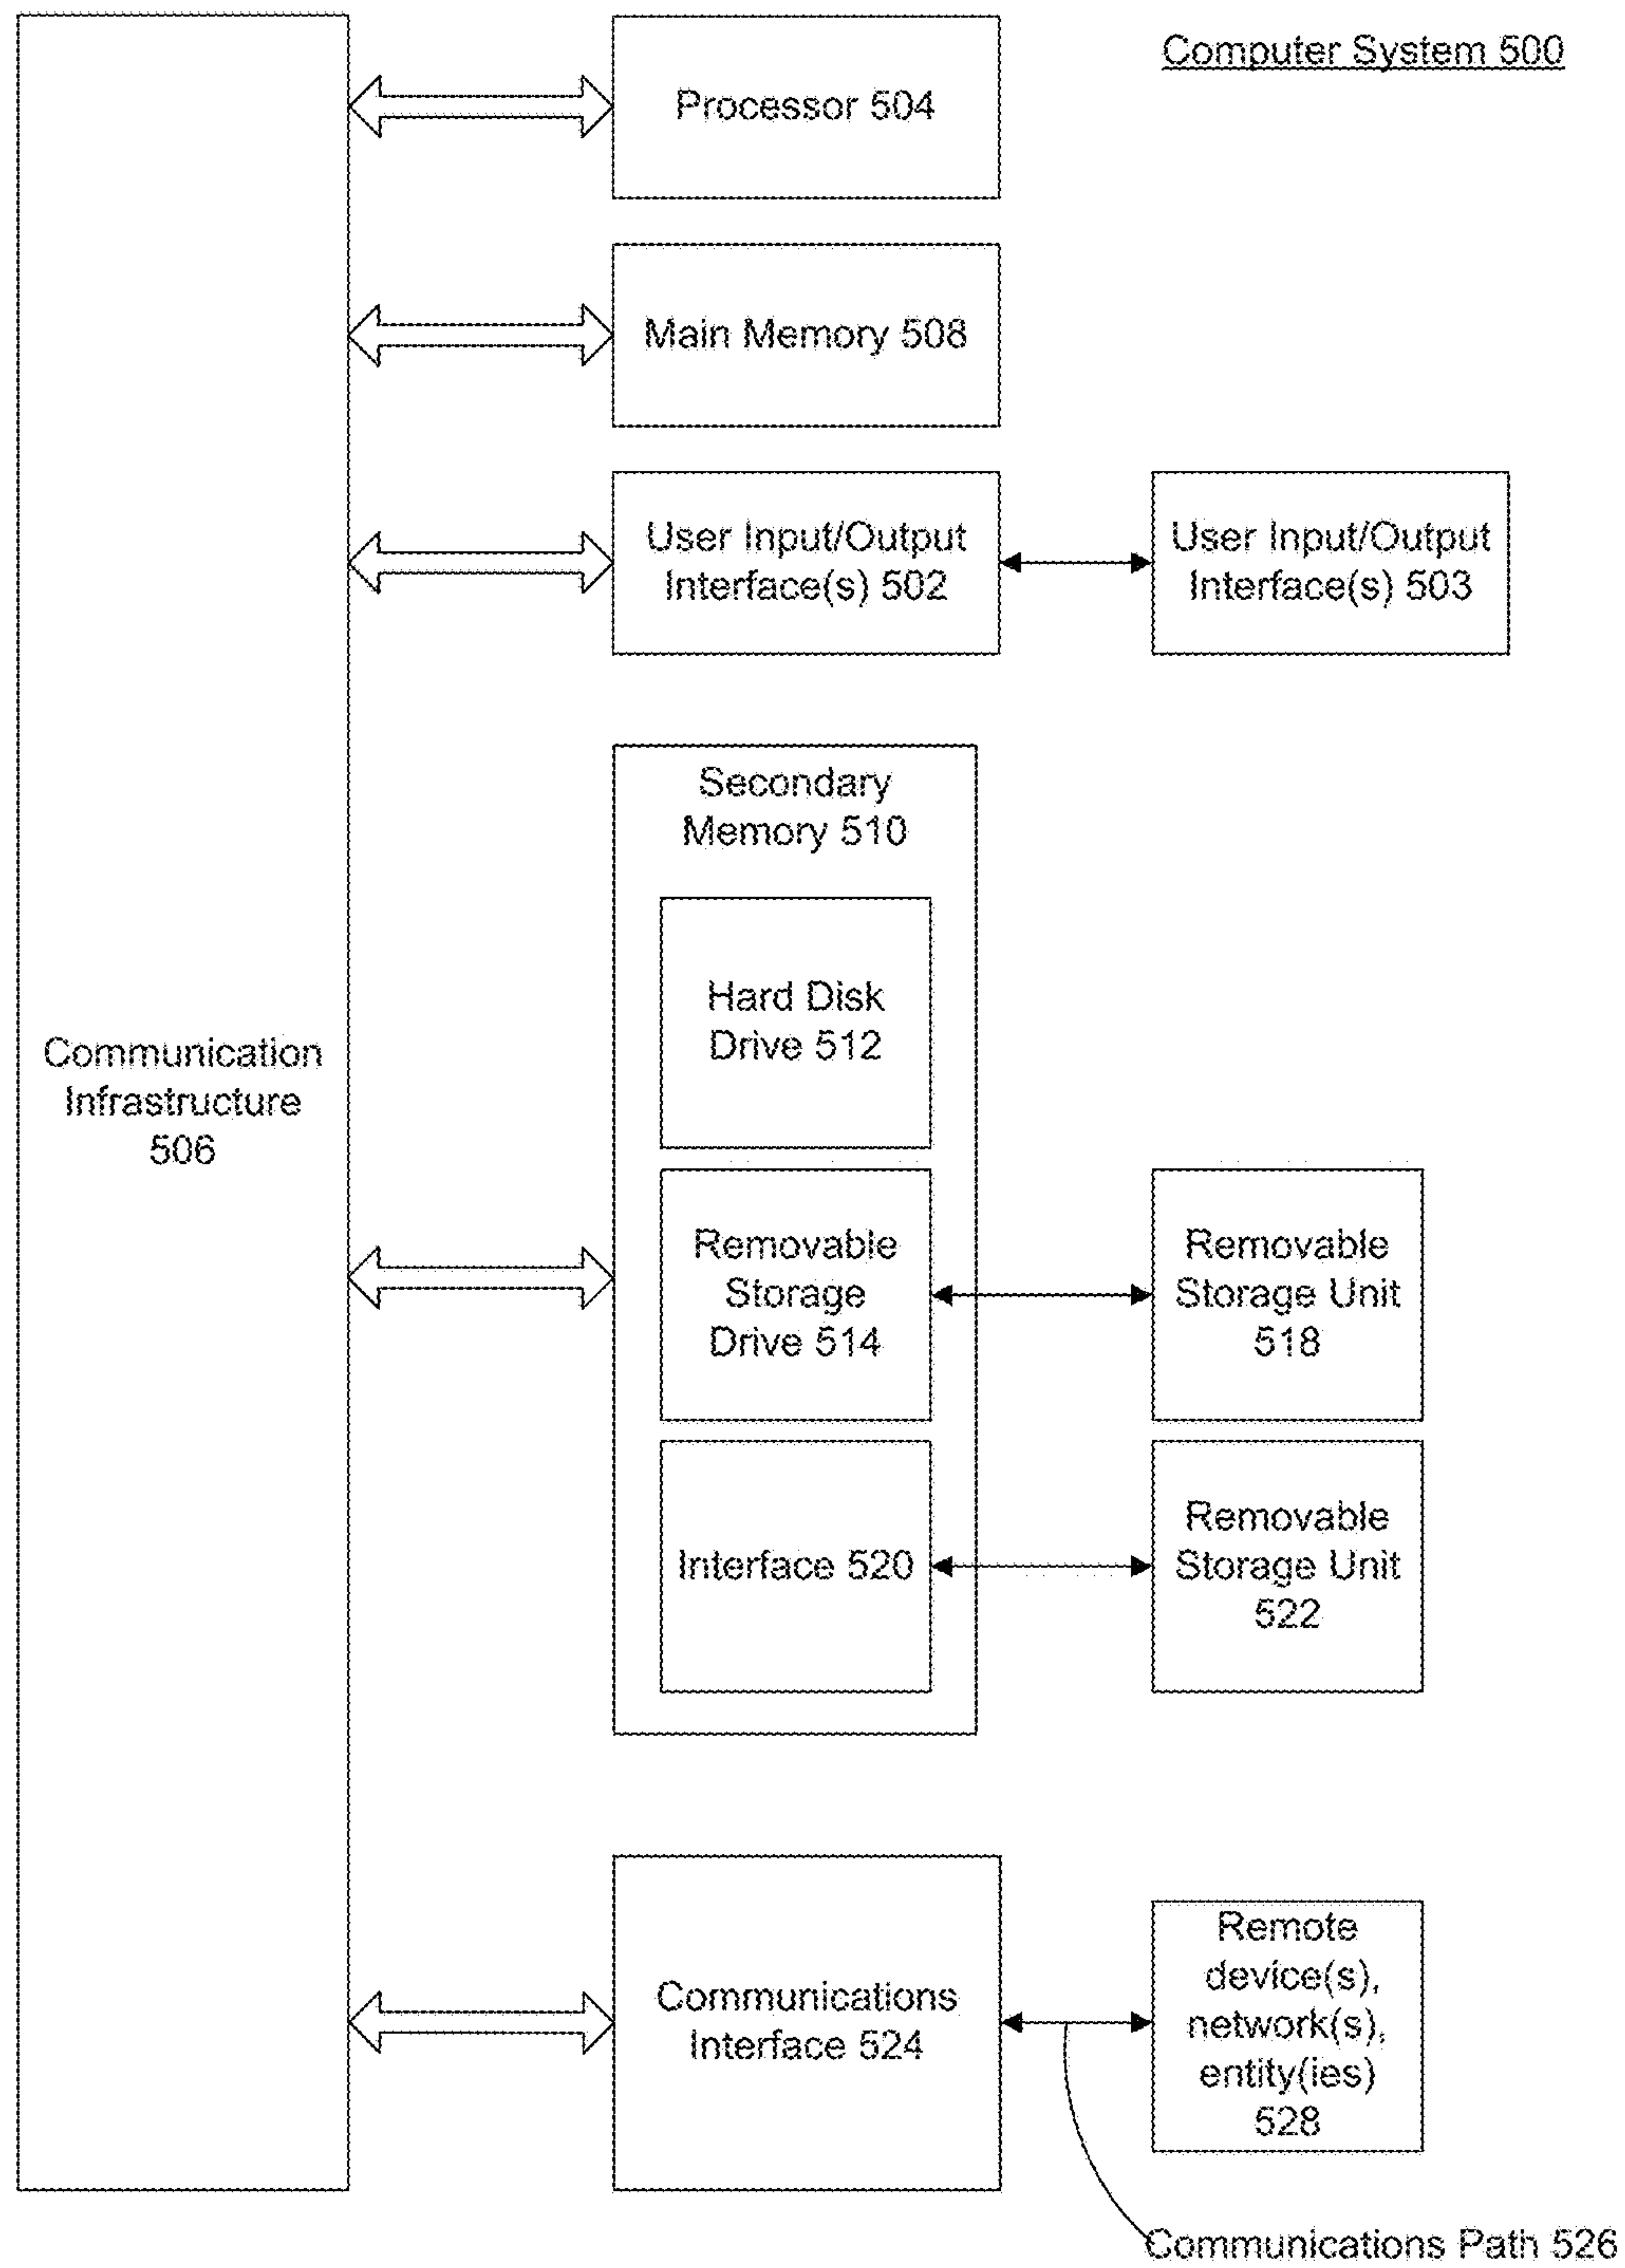 Computer System 500
Processor 504
Main Memory 508
User Input/Output
Interface(s) 502
User Input/Output
Interface(s) 503
Secondary
Memory 510
Hard Disk
Drive 512
Communication
Infrastructure
506
Removable
Storage
Drive 514
Removable
Storage Unit
518
Interface 520
Removable
Storage Unit
522
Communications
Interface 524
Remote
device(s),
network(s),
entity(ies)
528
Communications Path 526